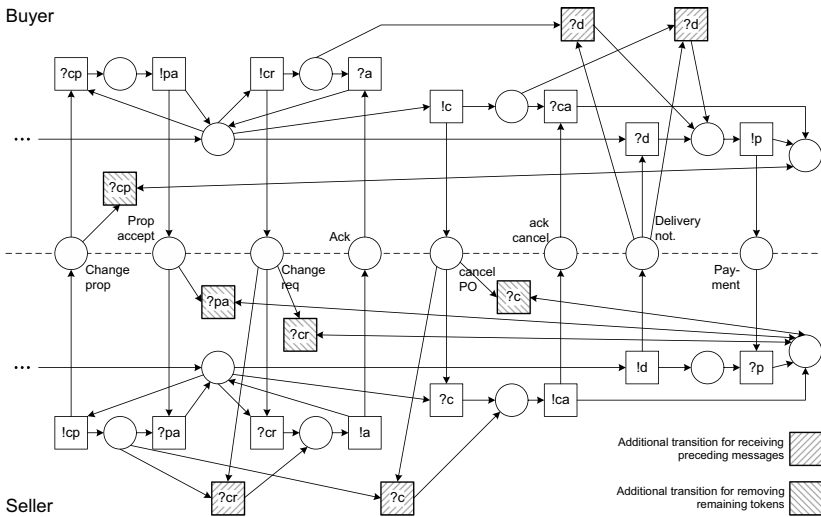 Buyer
?d
?d
?cp
!pa
!cr
?a
!c
?ca
...
?d
!p
?cp
Prop
accept
Ack
ack
cancel
Delivery
not.
Change
prop
Change
req
cancel
PO
Pay-
ment
?pa
?c
?cr
...
!d
?p
?c
!ca
!cp
?pa
?cr
!a
Additional transition for receiving
preceding messages
?cr
?c
Additional transition for removing
remaining tokens
Seller